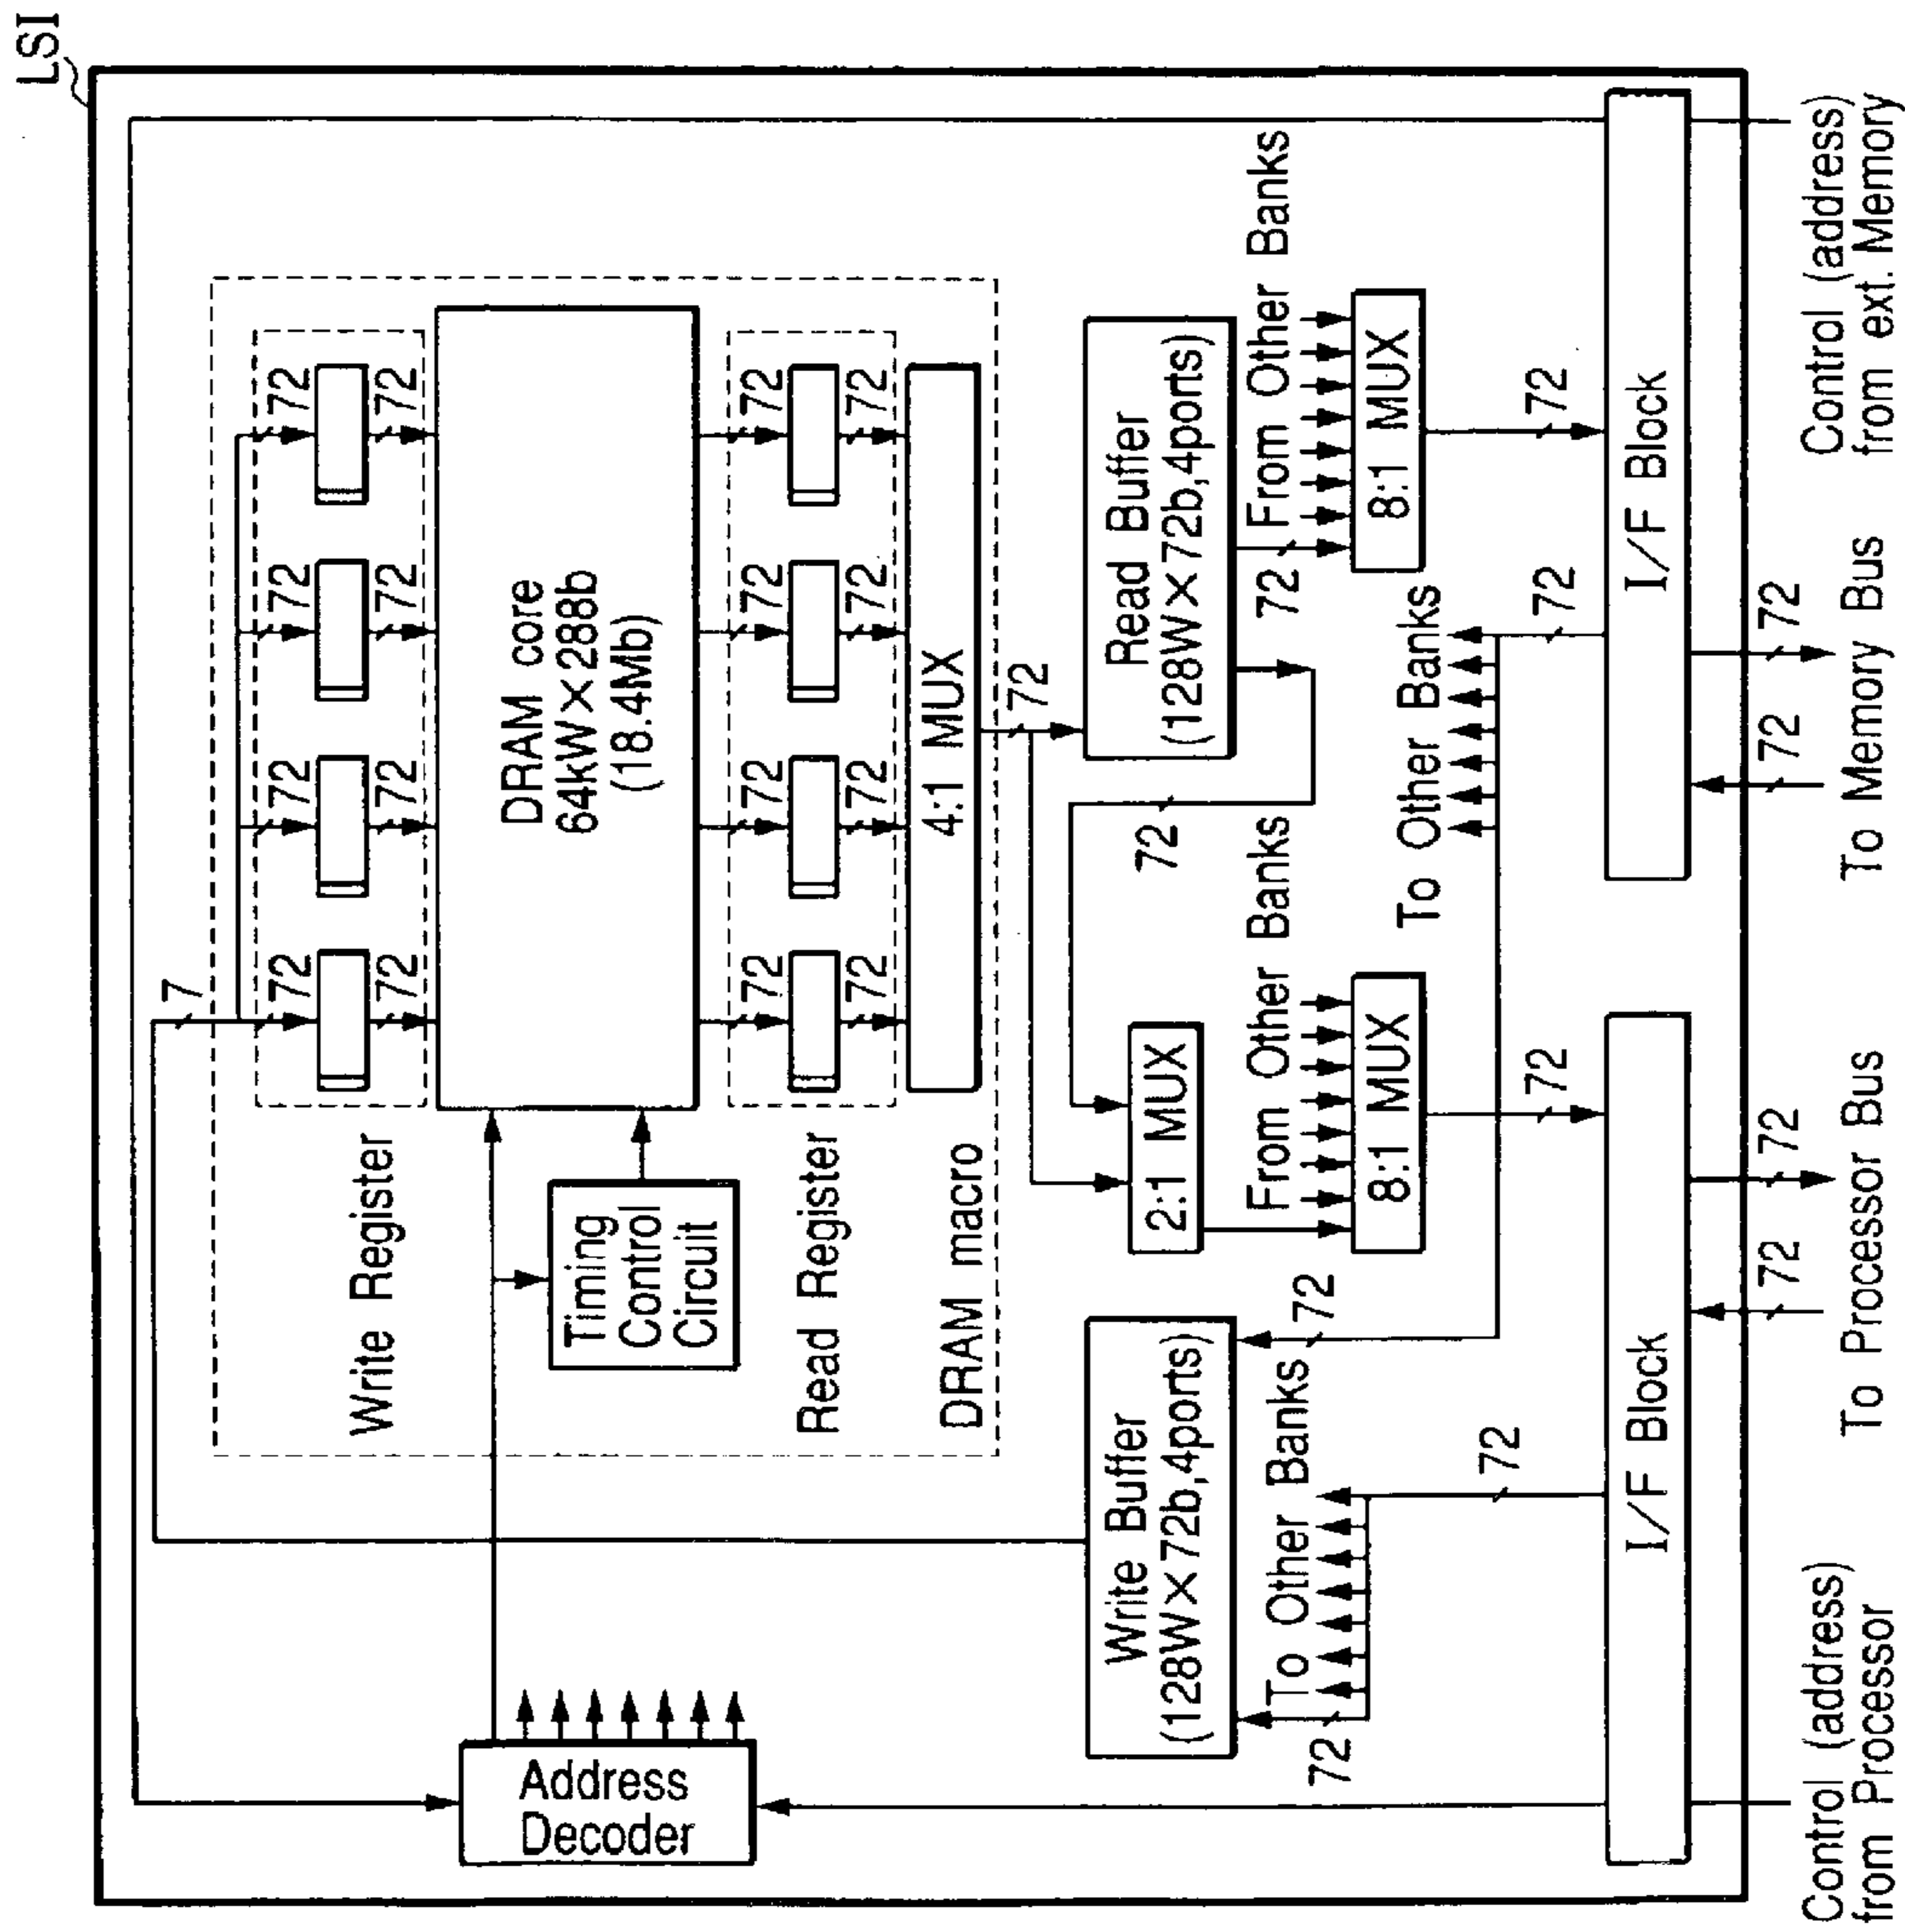 LSI
7
72
72
72
72
72
72
72
72
Write Register
DRAM core
64kW×288b
(18.4Mb)
Timing
Control
Circuit
72
72
72
72
72
72
72
72
Read Register
4:1 MUX
DRAM macro
72
Address
Decoder
Write Buffer
(128W×72b,4ports)
Read Buffer
(128W×72b,4ports)
72
2:1 MUX
72
To Other Banks
72
From Other Banks
72
From Other Banks
8:1 MUX
8:1 MUX
To Other Banks
72
72
72
72
I/F Block
I/F Block
72
72
72
72
Control (address)
from Processor
To Processor Bus
To Memory Bus
Control (address)
from ext. Memory